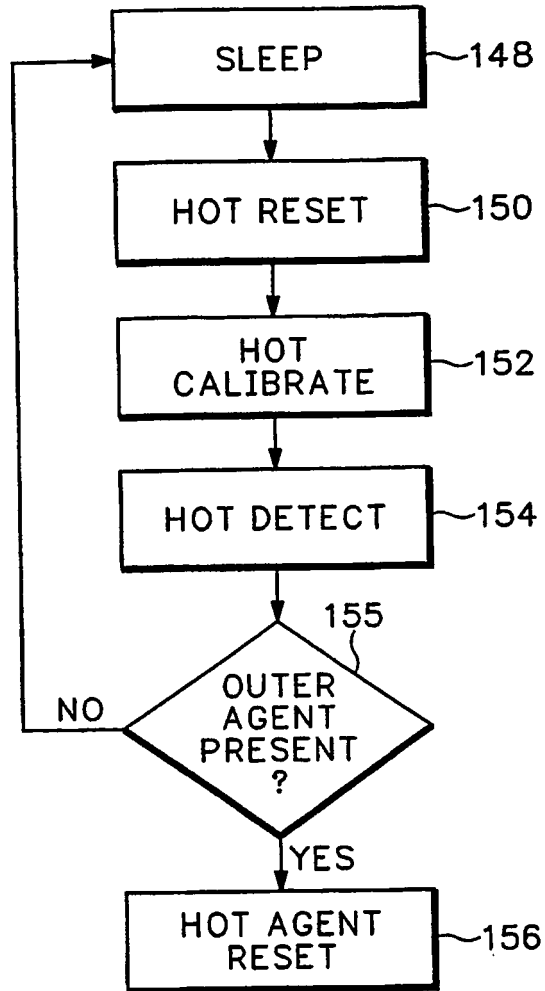 SLEEP 148
HOT RESET 150
HOT
CALIBRATE 152
HOT DETECT 154
155
OUTER
AGENT
PRESENT
?
NO
YES
HOT AGENT
RESET 156